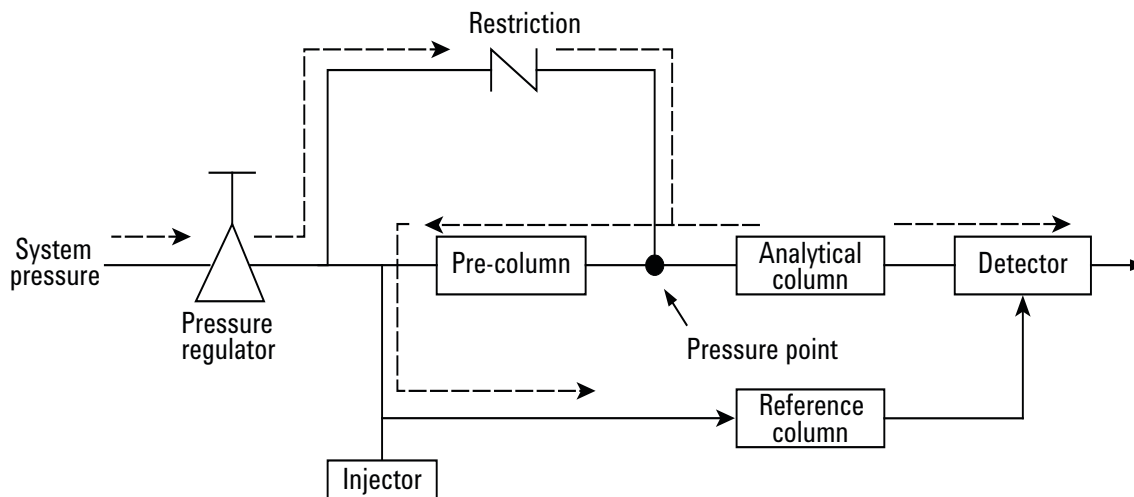 Restriction
System
pressure
Pressure
regulator
Pre-column
Analytical
column
Detector
Pressure point
Reference
column
Injector